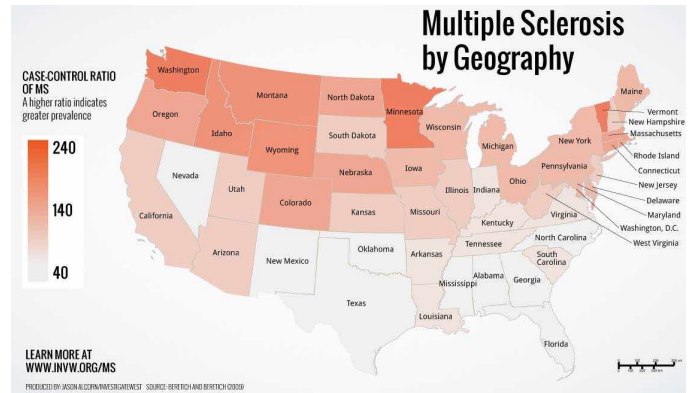 Multiple Sclerosis
by Geography
CASE-CONTROL RATIO
OF MS
A higher ratio indicates
greater prevalence
240
140
40
Washington
Oregon
Idaho
Montana
North Dakota
Minnesota
South Dakota
Wyoming
Wisconsin
Michigan
Maine
Vermont
New Hampshire
Massachusetts
New York
Rhode Island
Connecticut
New Jersey
Delaware
Maryland
Washington, D.C.
West Virginia
Pennsylvania
Ohio
Nevada
Utah
Colorado
Nebraska
Iowa
Illinois
Indiana
California
Kansas
Missouri
Kentucky
Virginia
Arizona
New Mexico
Oklahoma
Arkansas
Tennessee
North Carolina
South
Carolina
Texas
Louisiana
Mississippi
Alabama
Georgia
Florida
LEARN MORE AT
WWW.INVW.ORG/MS
PRODUCED BY: JASON ALCORN/INVESTIGATEWEST SOURCE: BERETICH AND BERETICH (2009)